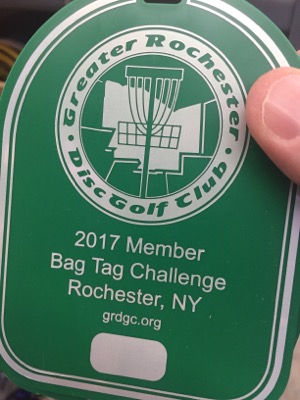 Greater Rochester
Disc Golf Club
2017 Member
Bag Tag Challenge
Rochester, NY
grdgc.org